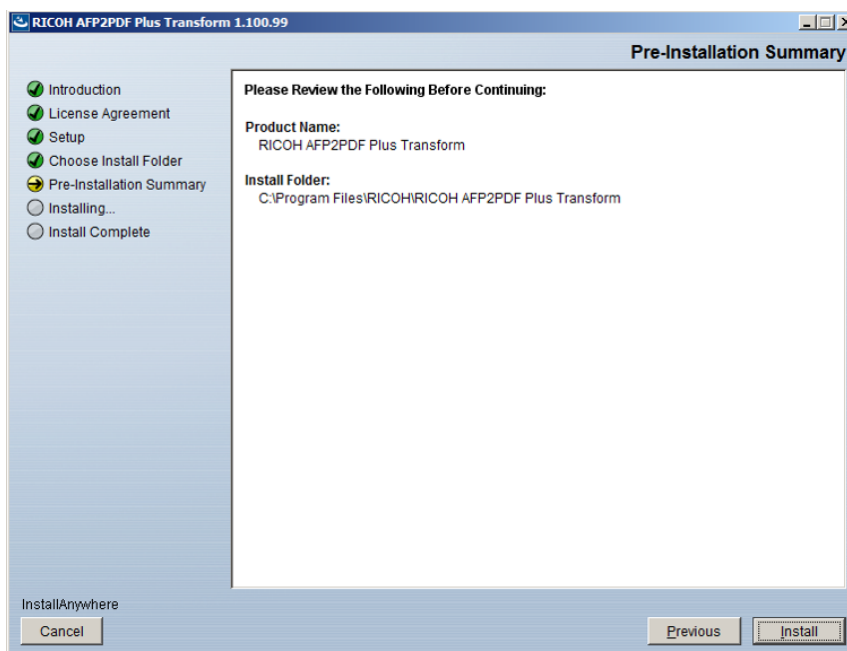 RICOH AFP2PDF Plus Transform 1.100.99
Pre-Installation Summary
Introduction
License Agreement
Setup
Choose Install Folder
Pre-Installation Summary
Installing...
Install Complete
Please Review the Following Before Continuing:
Product Name:
RICOH AFP2PDF Plus Transform
Install Folder:
C:\Program Files\RICOH\RICOH AFP2PDF Plus Transform
InstallAnywhere
Cancel
Previous
Install